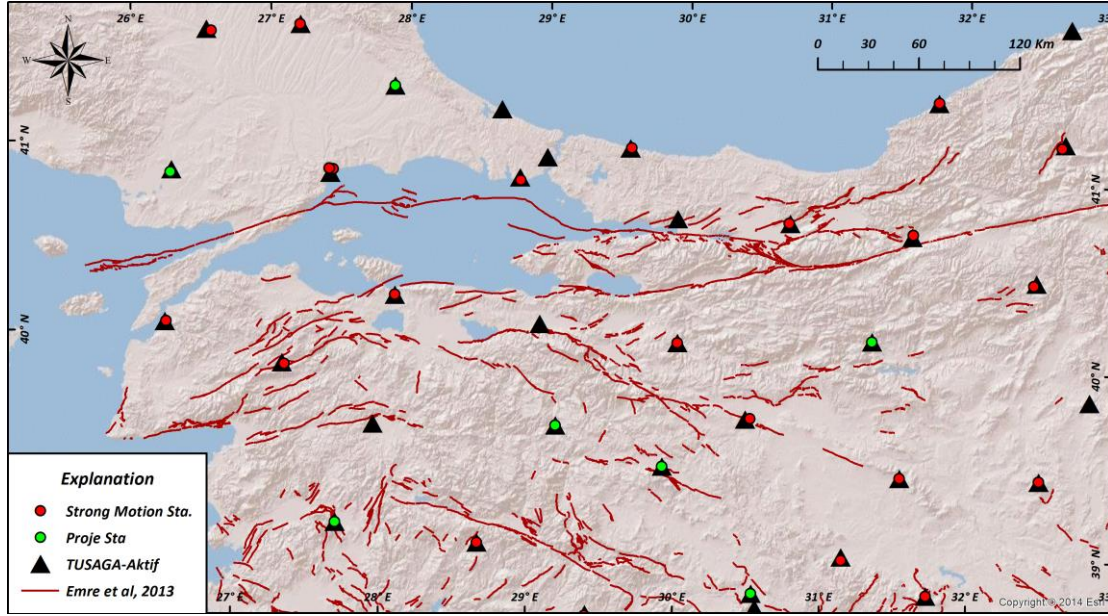 26°E 27°E 28°E 29°E 30°E 31°E 32°E
N
W E
S
0 30 60 120 Km
41° N
41° N
40° N
40° N
39° N
Explanation
Strong Motion Sta.
Proje Sta
TUSAGA-Aktif
Emre et al, 2013
27°E 28°E 29°E 30°E 31°E 32°E
Copyright © 2014 Esri